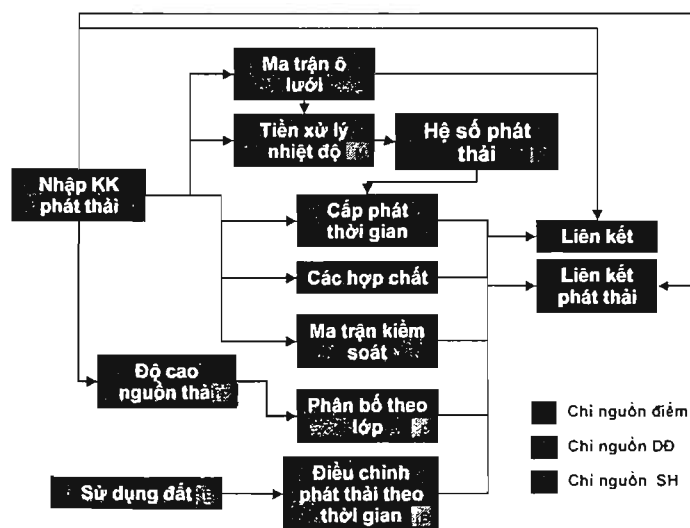 Ma trận ô
lưới
Tiền xử lý
nhiệt độ
Hệ số phát
thải
Nhập KK
phát thải
Cấp phát
thời gian
Liên kết
Các hợp chất
Liên kết
phát thải
Ma trận kiểm
soát
Độ cao
nguồn thải
Phân bố theo
lớp
Sử dụng đất
Điều chỉnh
phát thải theo
thời gian
Chỉ nguồn điểm
Chỉ nguồn DĐ
Chỉ nguồn SH